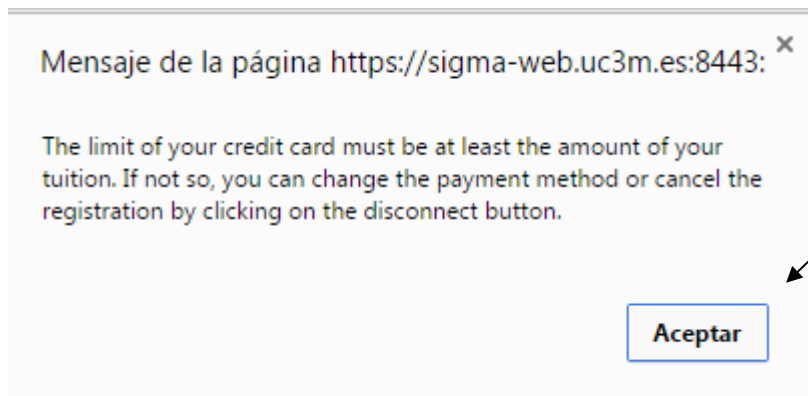 Mensaje de la página https://sigma-web.uc3m.es:8443:
The limit of your credit card must be at least the amount of your
tuition. If not so, you can change the payment method or cancel the
registration by clicking on the disconnect button.
Aceptar